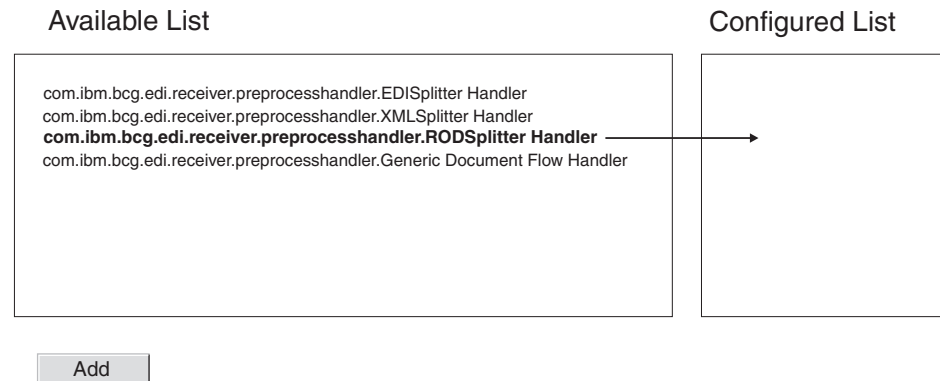 Available List
Configured List
com.ibm.bcg.edi.receiver.preprocesshandler.EDISplitter Handler
com.ibm.bcg.edi.receiver.preprocesshandler.XMLSplitter Handler
com.ibm.bcg.edi.receiver.preprocesshandler.RODSplitter Handler
com.ibm.bcg.edi.receiver.preprocesshandler.Generic Document Flow Handler
Add